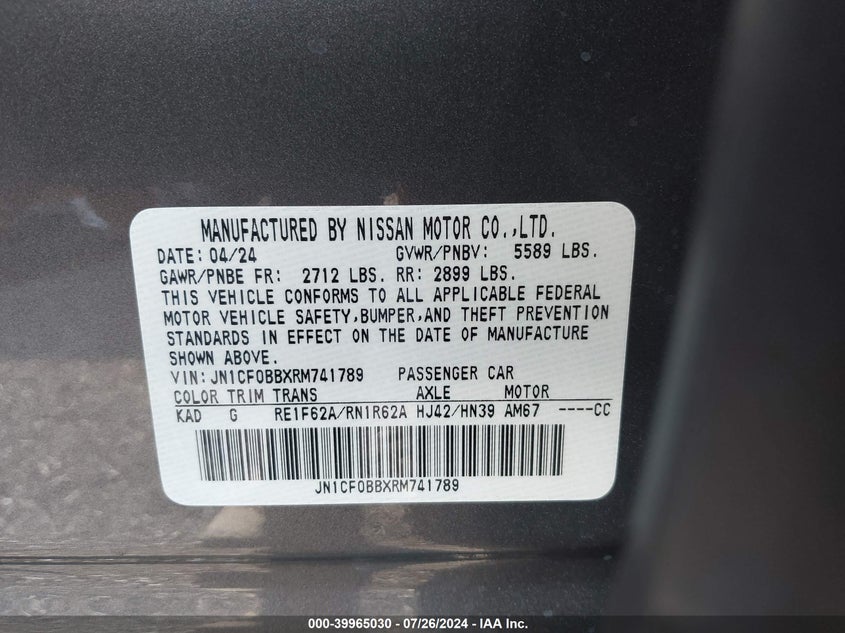 MANUFACTURED BY NISSAN MOTOR CO.,LTD.
DATE: 04/24 GVWR/PNBV: 5589 LBS.
GAWR/PNBE FR: 2712 LBS. RR: 2899 LBS.
THIS VEHICLE CONFORMS TO ALL APPLICABLE FEDERAL
MOTOR VEHICLE SAFETY,BUMPER,AND THEFT PREVENTION
STANDARDS IN EFFECT ON THE DATE OF MANUFACTURE
SHOWN ABOVE.
VIN:JN1CF0BBXRM741789 PASSENGER CAR
COLOR TRIM TRANS AXLE MOTOR
KAD G RE1F62A/RN1R62A HJ42/HN39 AM67 ----CC
JN1CF0BBXRM741789
000-39965030 - 07/26/2024 - IAA Inc.